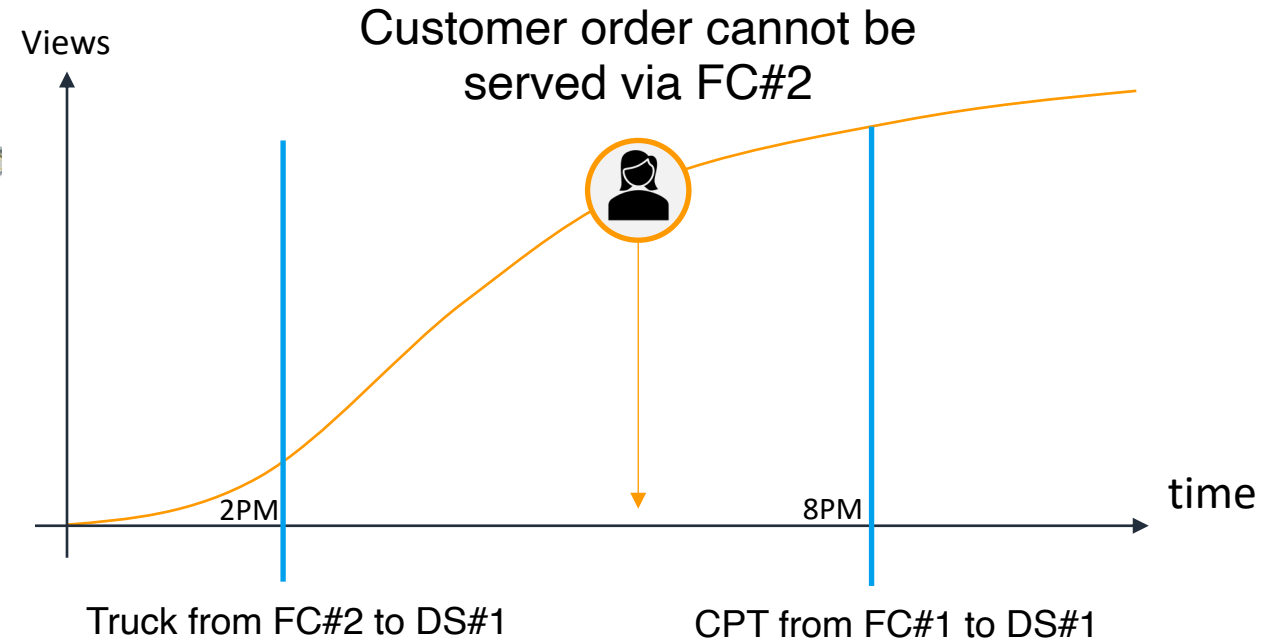 Customer order cannot be
served via FC#2
Views
2PM
8PM
time
Truck from FC#2 to DS#1
CPT from FC#1 to DS#1